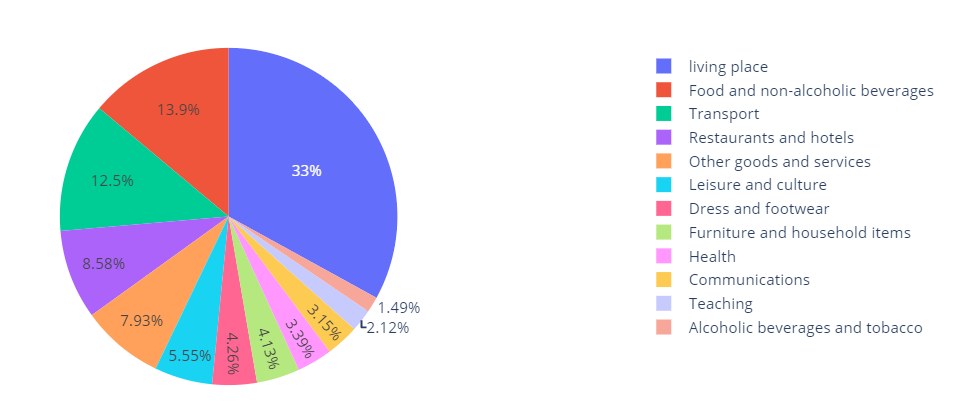 33%
13.9%
12.5%
8.58%
7.93%
5.55%
4.26%
4.13%
3.39%
3.15%
2.12%
1.49%
living place
Food and non-alcoholic beverages
Transport
Restaurants and hotels
Other goods and services
Leisure and culture
Dress and footwear
Furniture and household items
Health
Communications
Teaching
Alcoholic beverages and tobacco